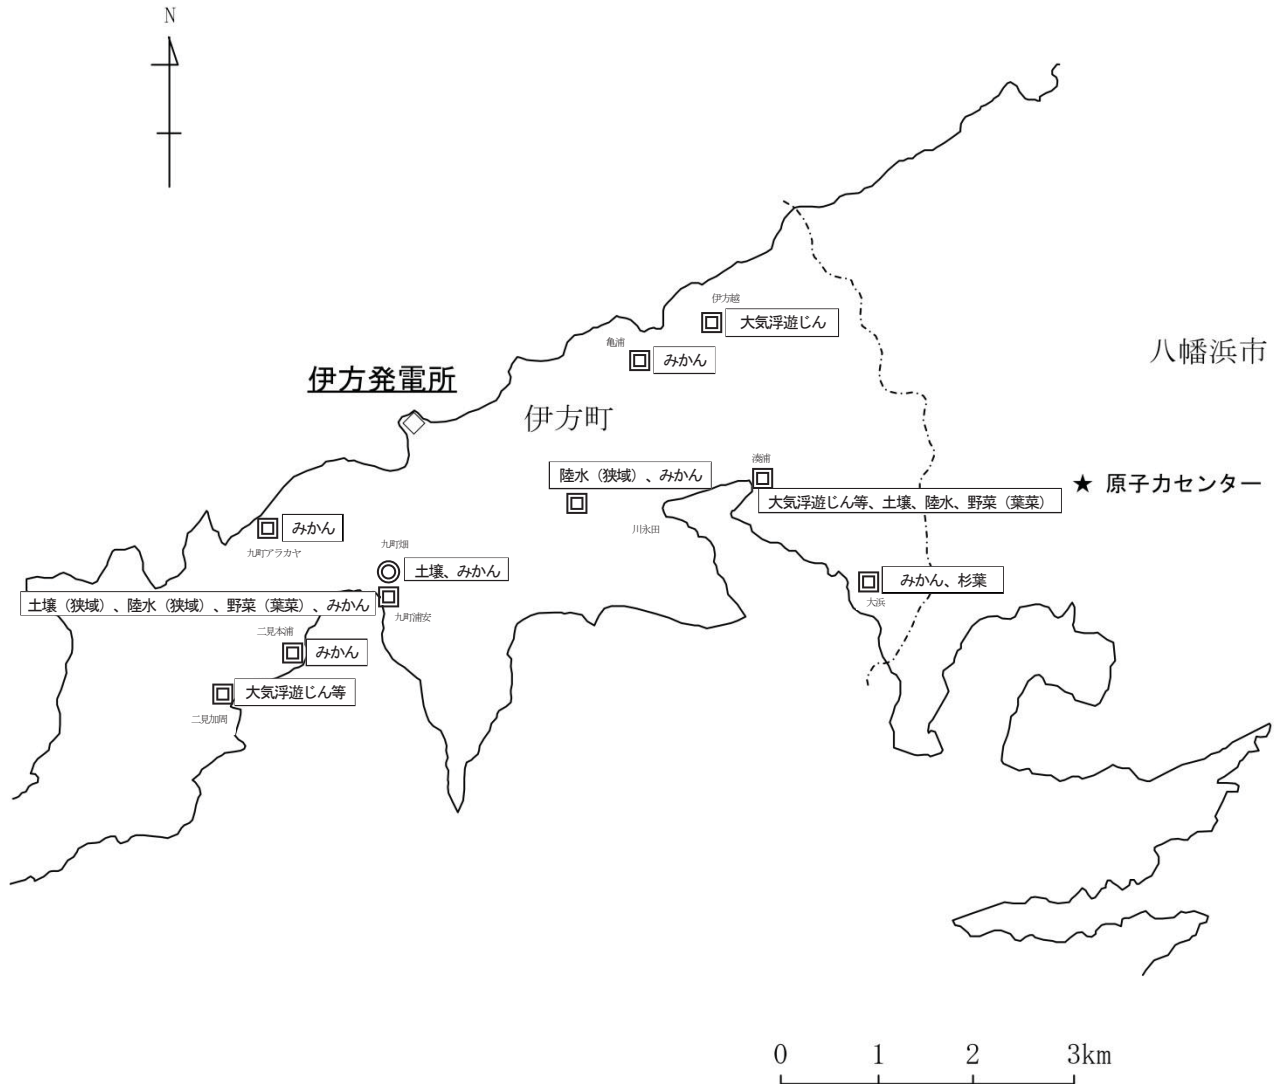 N
伊方越
大気浮遊じん
亀浦
みかん
八幡浜市
伊方発電所
伊方町
湊浦
陸水（狭域）、みかん
★ 原子力センター
大気浮遊じん等、土壌、陸水、野菜（葉菜）
川永田
みかん
九町アラカヤ
九町畑
土壌、みかん
みかん、杉葉
大浜
土壌（狭域）、陸水（狭域）、野菜（葉菜）、みかん
九町浦安
二見本浦
みかん
大気浮遊じん等
二見加周
0 1 2 3km